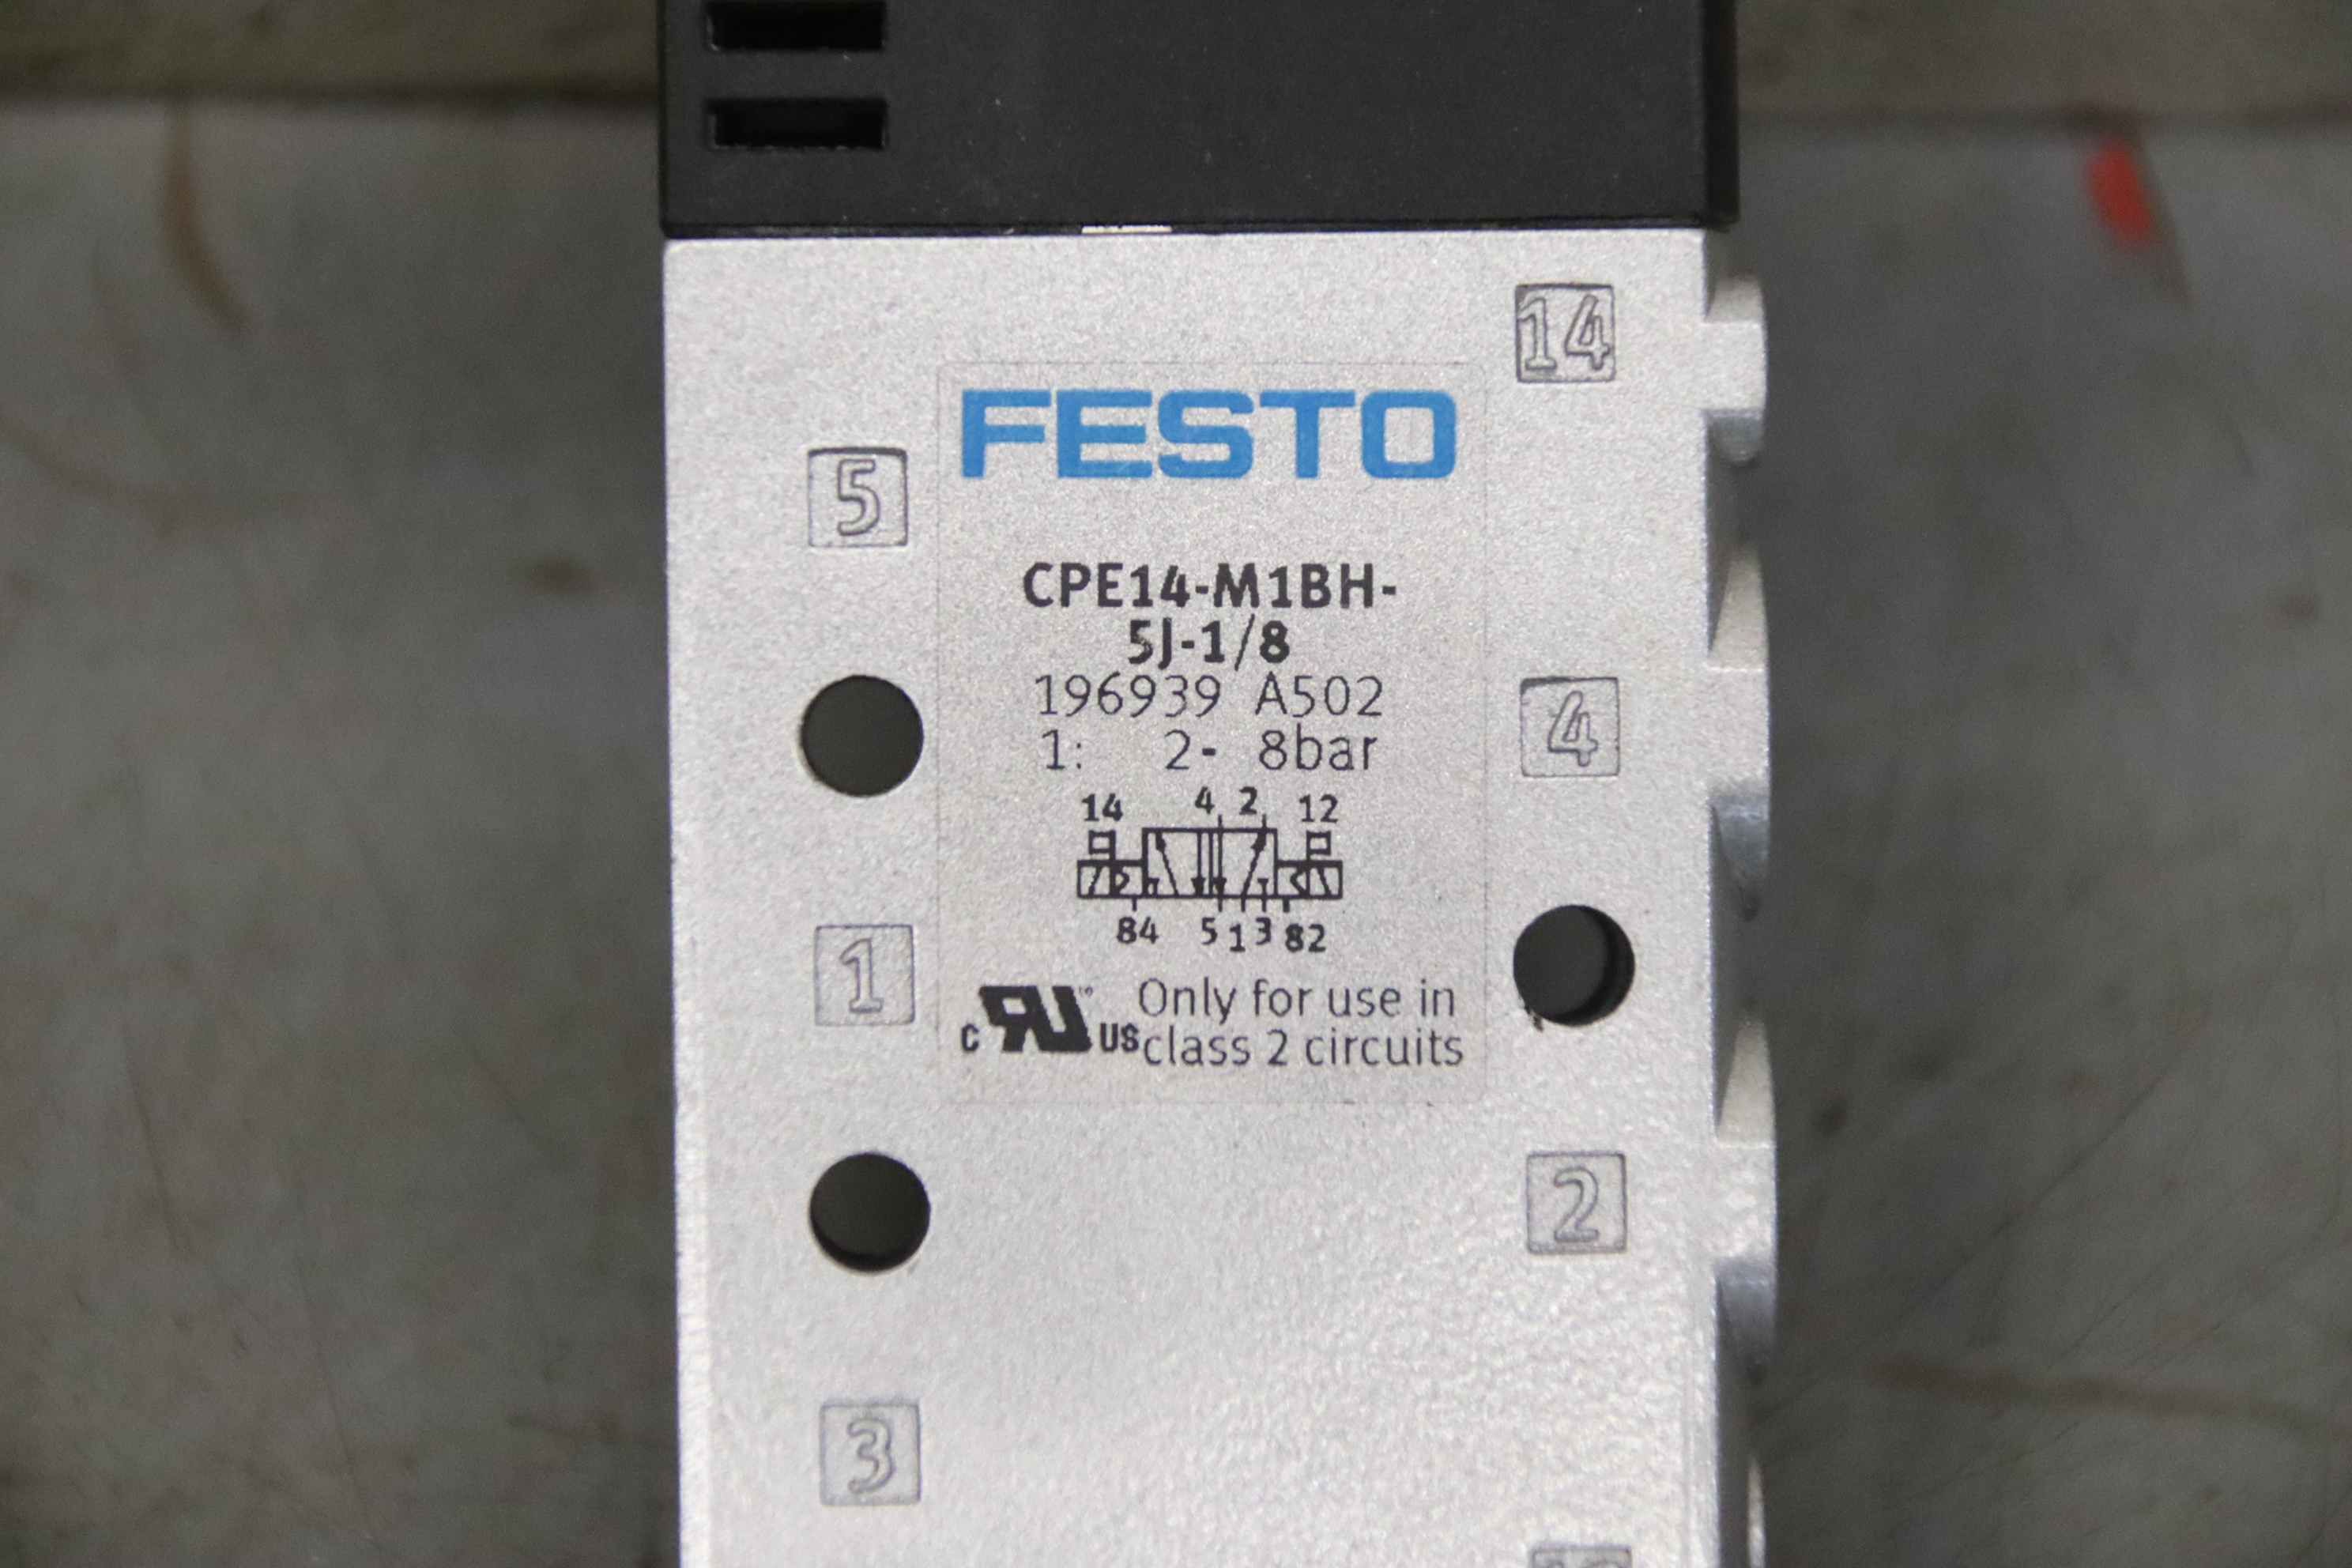 14
FESTO
5
CPE14-M1BH-
5J-1/8
196939 A502
1: 2- 8bar
4
14 4 2 12
84 5 1 3 82
1
c RU US Only for use in
class 2 circuits
2
3